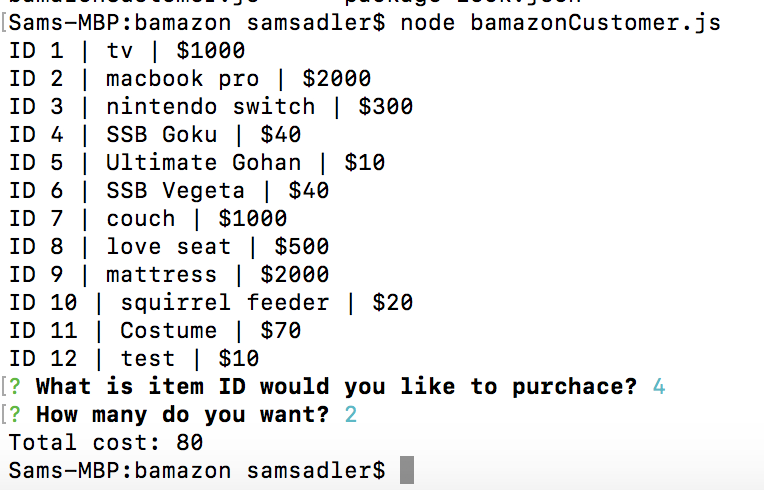 [Sams-MBP:bamazon samsadler$ node bamazonCustomer.js
ID 1 | tv | $1000
ID 2 | macbook pro | $2000
ID 3 | nintendo switch | $300
ID 4 | SSB Goku | $40
ID 5 | Ultimate Gohan | $10
ID 6 | SSB Vegeta | $40
ID 7 | couch | $1000
ID 8 | love seat | $500
ID 9 | mattress | $2000
ID 10 | squirrel feeder | $20
ID 11 | Costume | $70
ID 12 | test | $10
[? What is item ID would you like to purchace? 4
[? How many do you want? 2
Total cost: 80
Sams-MBP:bamazon samsadler$